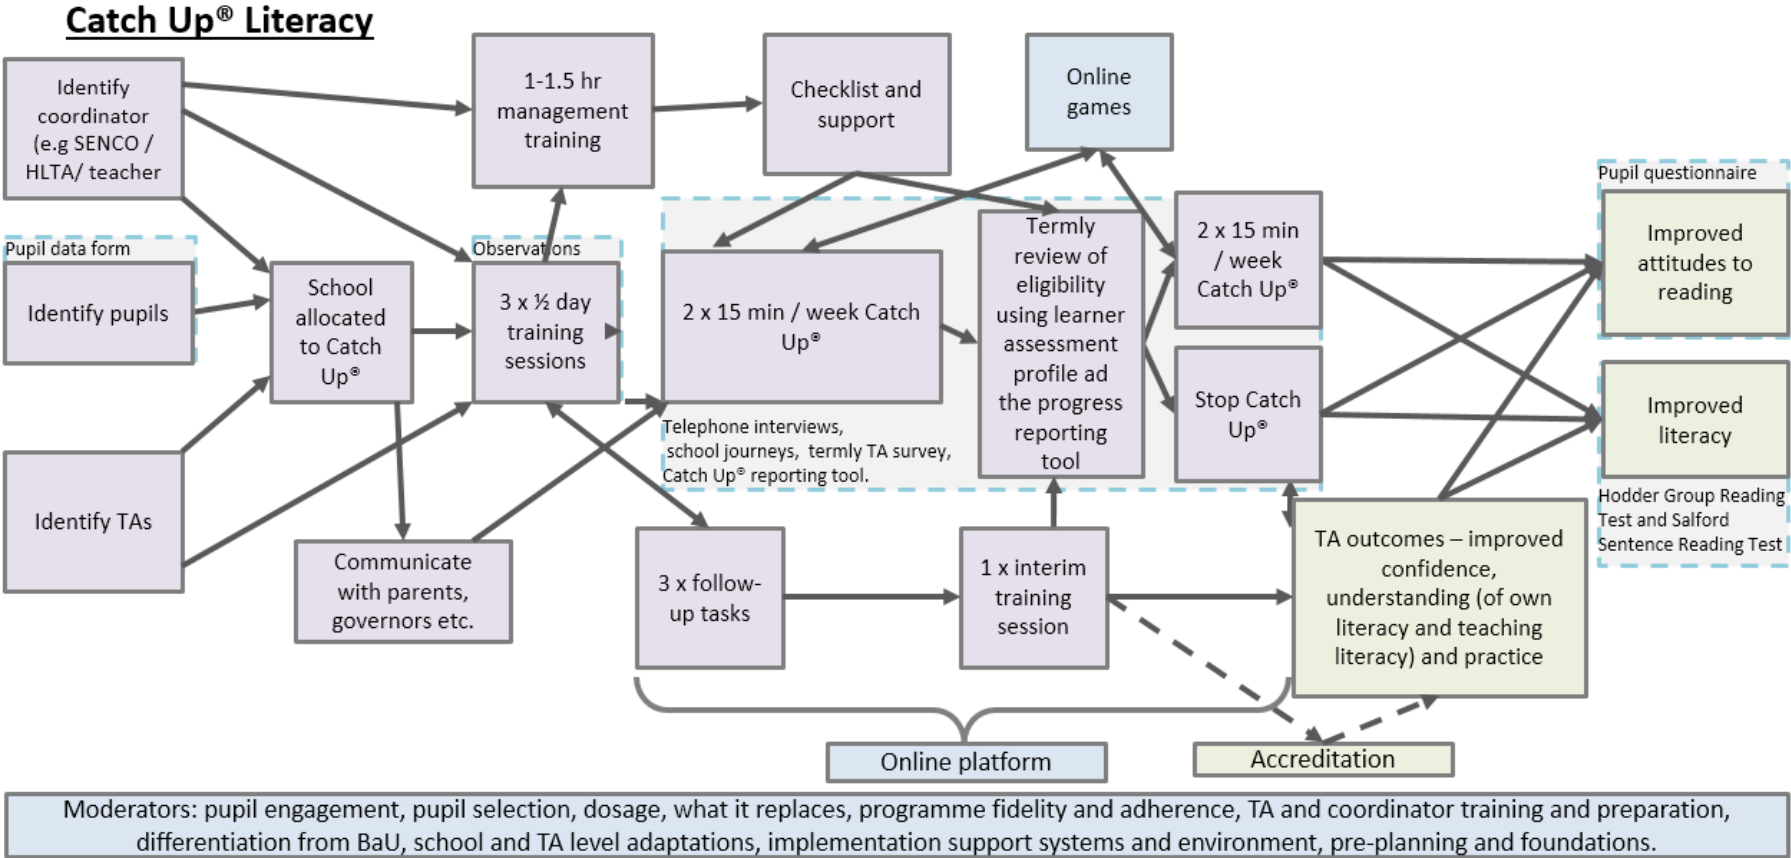 Catch Up® Literacy
Identify
coordinator
(e.g SENCO /
HLTA/ teacher
1-1.5 hr
management
training
Checklist and
support
Online
games
Pupil data form
Identify pupils
School
allocated
to Catch
Up®
Observations
3 x ½ day
training
sessions
2 x 15 min / week Catch
Up®
Telephone interviews,
school journeys, termly TA survey,
Catch Up® reporting tool.
Termly
review of
eligibility
using learner
assessment
profile ad
the progress
reporting
tool
2 x 15 min
/ week
Catch Up®
Stop Catch
Up®
Pupil questionnaire
Improved
attitudes to
reading
Improved
literacy
Hodder Group Reading
Test and Salford
Sentence Reading Test
Identify TAs
Communicate
with parents,
governors etc.
3 x follow-
up tasks
1 x interim
training
session
TA outcomes – improved
confidence,
understanding (of own
literacy and teaching
literacy) and practice
Online platform
Accreditation
Moderators: pupil engagement, pupil selection, dosage, what it replaces, programme fidelity and adherence, TA and coordinator training and preparation,
differentiation from BaU, school and TA level adaptations, implementation support systems and environment, pre-planning and foundations.